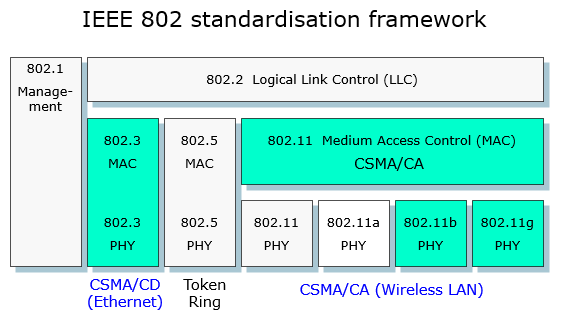 IEEE 802 standardisation framework
802.1
Manage-
ment
802.2 Logical Link Control (LLC)
802.3
MAC
802.5
MAC
802.11 Medium Access Control (MAC)
CSMA/CA
802.3
PHY
802.5
PHY
802.11
PHY
802.11a
PHY
802.11b
PHY
802.11g
PHY
CSMA/CD
(Ethernet)
Token
Ring
CSMA/CA (Wireless LAN)